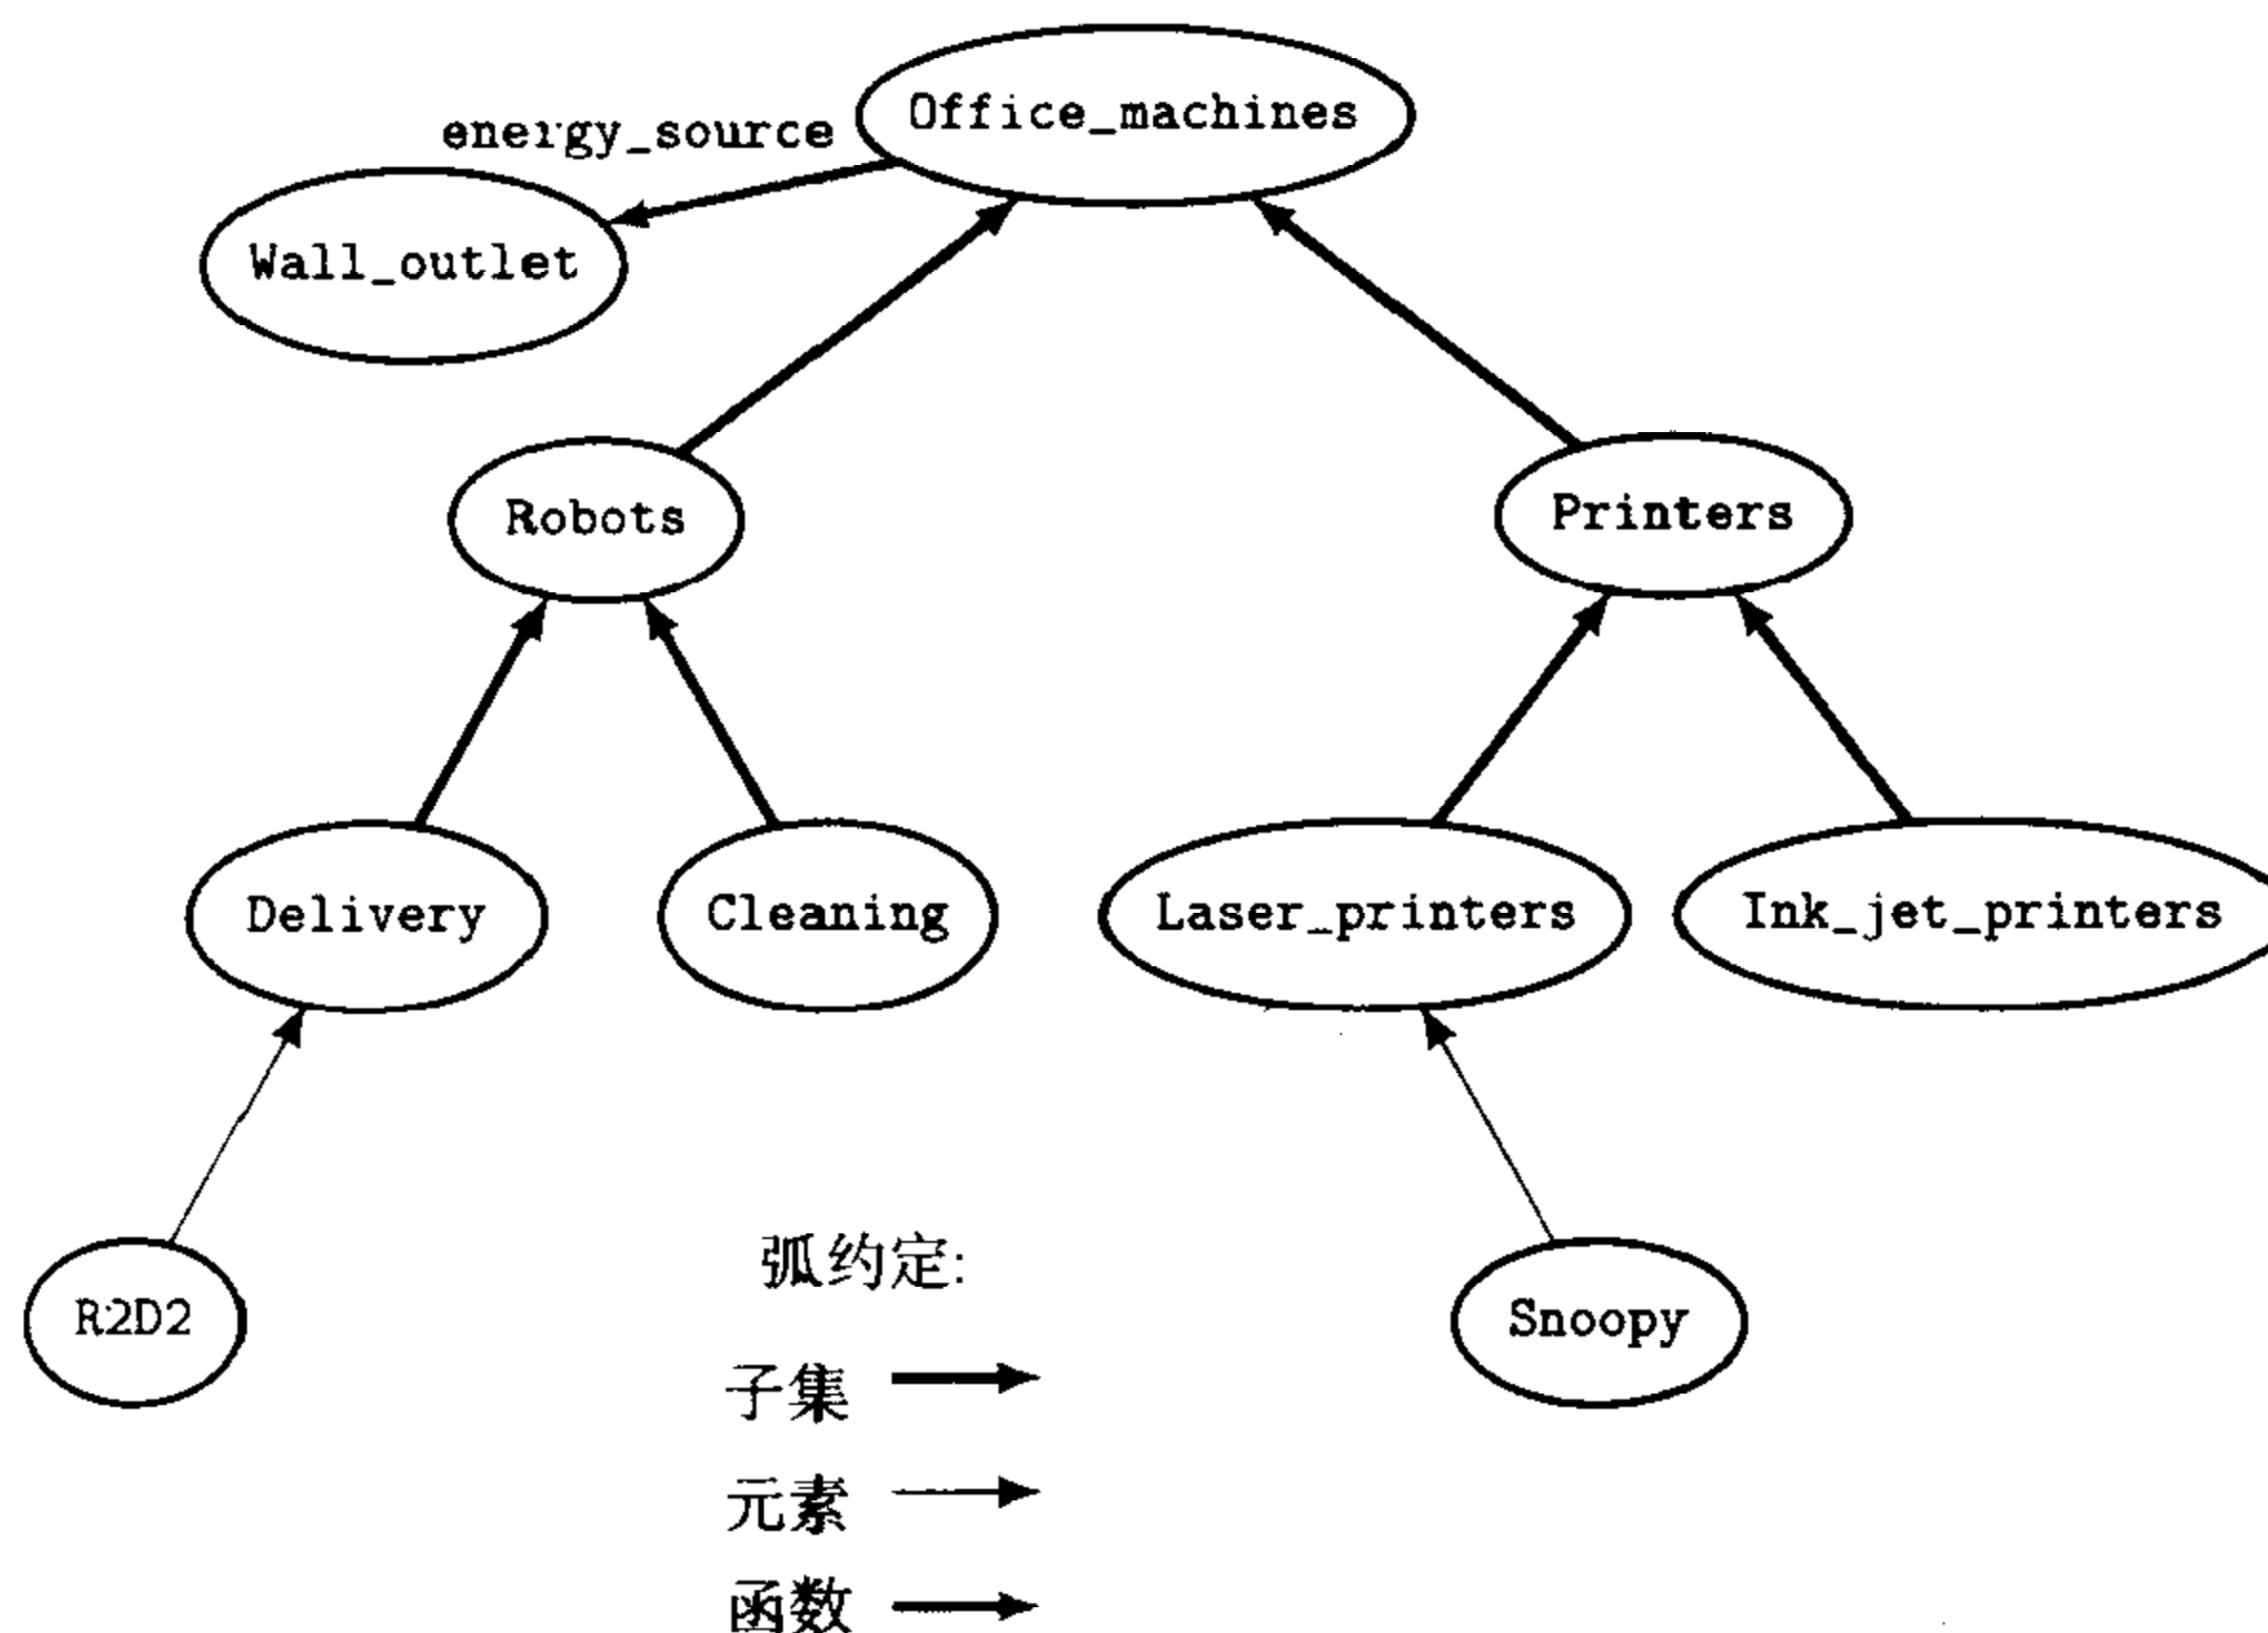 Office_machines
energy_source
Wall_outlet
Robots
Printers
Delivery
Cleaning
Laser_printers
Ink_jet_printers
R2D2
Snoopy
弧约定:
子集
元素
函数